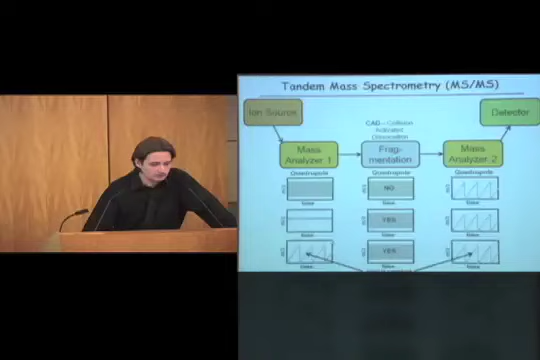 Tandem Mass Spectrometry (MS/MS)
Ion Source
Detector
CAD – Collision
Activated
Dissociation
Mass
Analyzer 1
Frag-
mentation
Mass
Analyzer 2
Quadrupole
Quadrupole
Quadrupole
NO
YES
YES